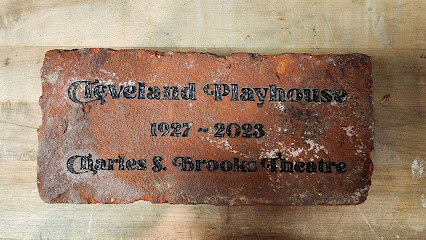 Cleveland Playhouse
1927 ~ 2023
Charles S. Brooks Theatre